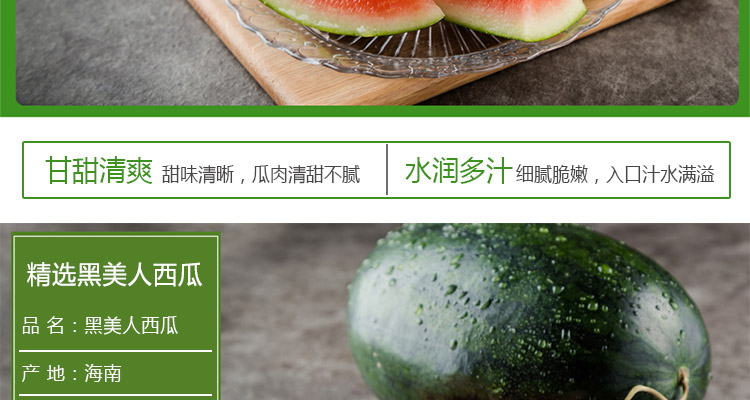 甘甜清爽 甜味清晰，瓜肉清甜不腻
水润多汁 细腻脆嫩，入口汁水满溢
精选黑美人西瓜
品 名：黑美人西瓜
产 地：海南